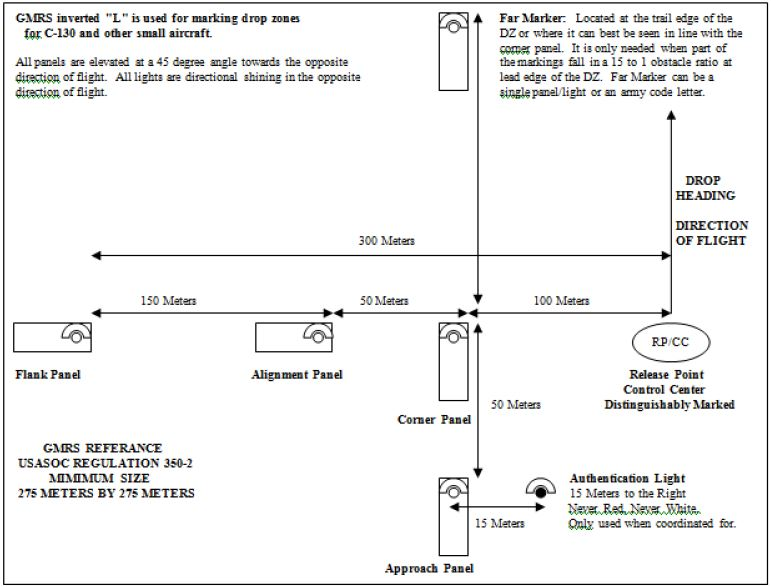 GMRS inverted "L" is used for marking drop zones
for C-130 and other small aircraft.
All panels are elevated at a 45 degree angle towards the opposite
direction of flight. All lights are directional shining in the opposite
direction of flight.
Far Marker: Located at the trail edge of the
DZ or where it can best be seen in line with the
corner panel. It is only needed when part of
the markings fall in a 15 to 1 obstacle ratio at
lead edge of the DZ. Far Marker can be a
single panel/light or an army code letter.
DROP
HEADING
DIRECTION
OF FLIGHT
300 Meters
150 Meters
50 Meters
100 Meters
RP/CC
Flank Panel
Alignment Panel
Release Point
Control Center
Distinguishably Marked
50 Meters
Corner Panel
GMRS REFERANCE
USASOC REGULATION 350-2
MIMIMUM SIZE
275 METERS BY 275 METERS
Authentication Light
15 Meters to the Right
Never Red, Never White.
Only used when coordinated for.
15 Meters
Approach Panel